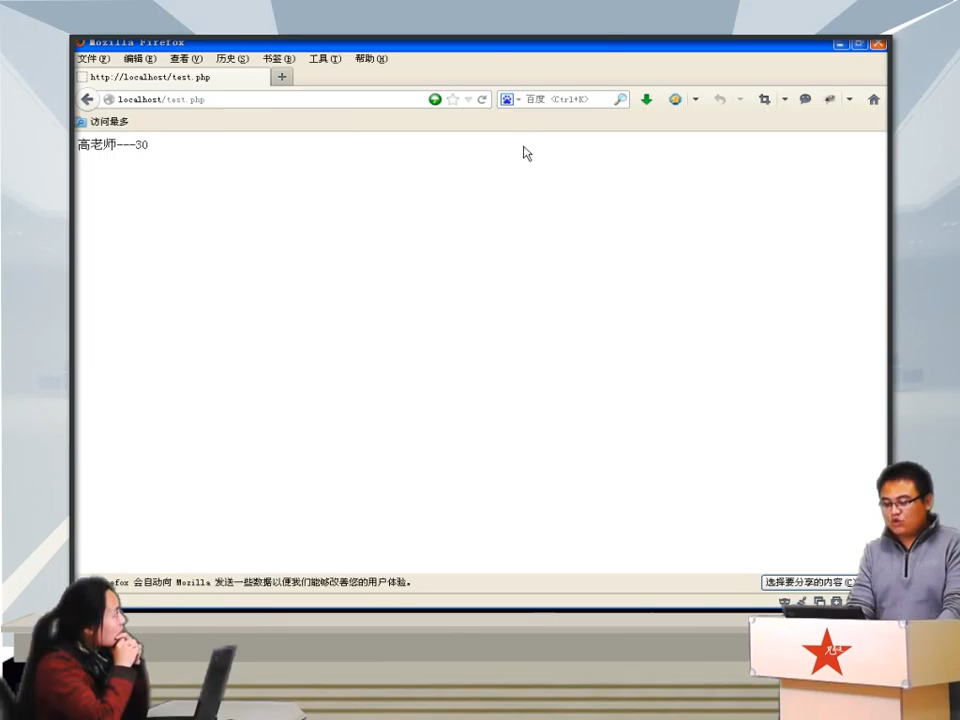 Mozilla Firefox
文件(F) 编辑(E) 查看(V) 历史(S) 书签(B) 工具(T) 帮助(H)
http://localhost/test.php
localhost/test.php 百度 <Ctrl+K>
访问最多
高老师---30
efox 会自动向 Mozilla 发送一些数据以便我们能够改善您的用户体验。 选择要分享的内容(C)